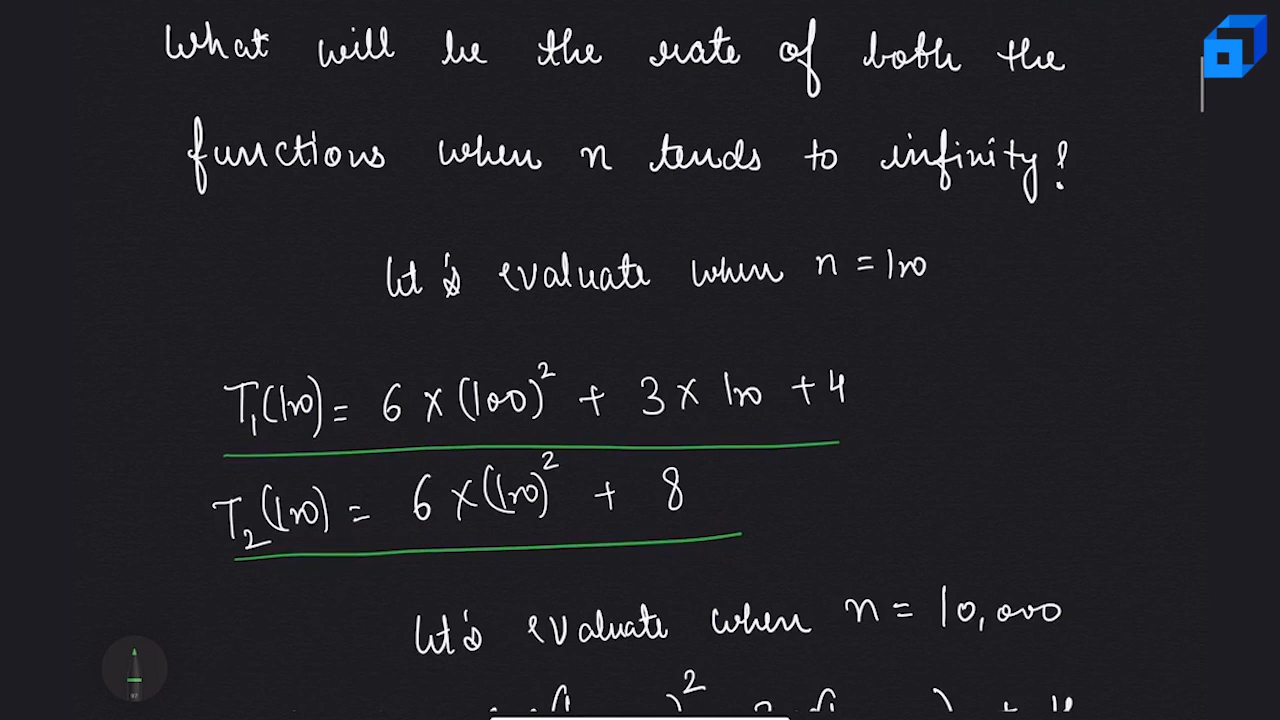 What will be the rate of both the
functions when n tends to infinity?
Let's evaluate when n = 100
T₁(100) = 6 × (100)² + 3 × 100 + 4
T₂(100) = 6 × (100)² + 8
Let's evaluate when n = 10,000